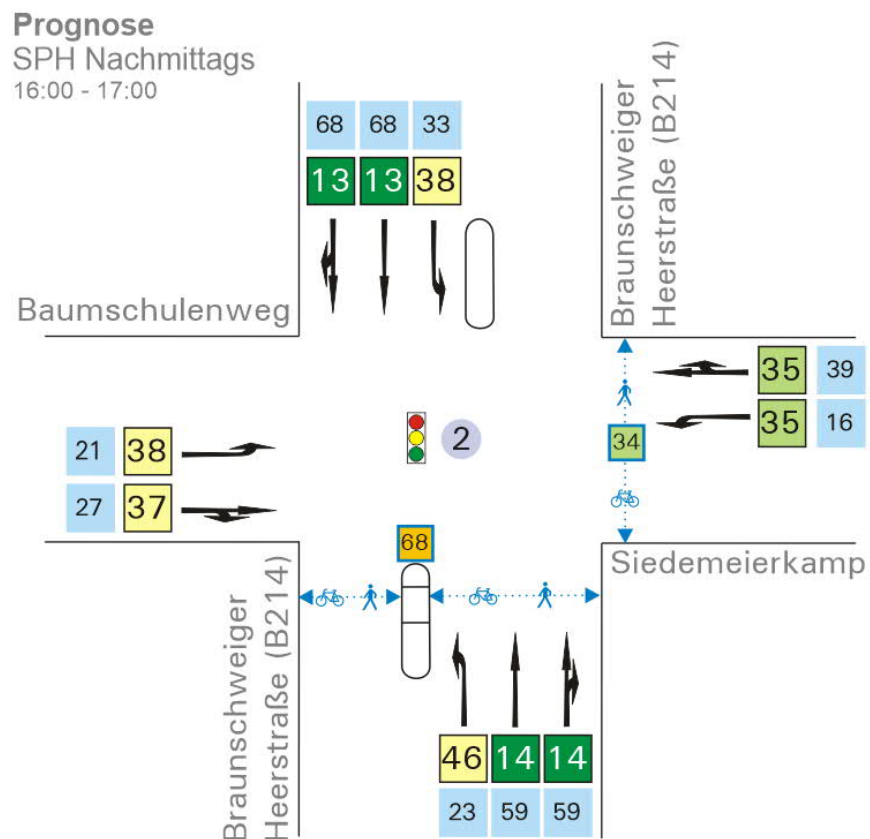 Prognose
SPH Nachmittags
16:00 - 17:00
Braunschweiger
Heerstraße (B214)
68 68 33
13 13 38
Baumschulenweg
35 39
35 16
34
21 38
27 37
2
68
Siedemeierkamp
Braunschweiger
Heerstraße (B214)
46 14 14
23 59 59